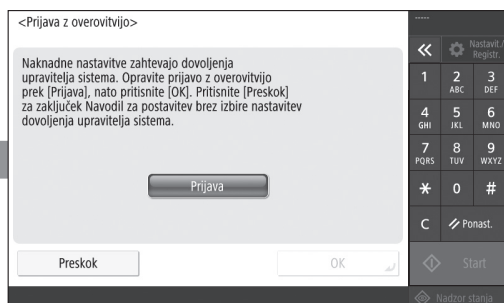 -----
<Prijava z overovitvijo>
Nastavit./
Registr.
Naknadne nastavitve zahtevajo dovoljenja
upravitelja sistema. Opravite prijavo z overovitvijo
prek [Prijava], nato pritisnite [OK]. Pritisnite [Preskok]
za zaključek Navodil za postavitev brez izbire nastavitev
dovoljenja upravitelja sistema.
1 2 3
ABC DEF
4 5 6
GHI JKL MNO
7 8 9
PQRS TUV WXYZ
Prijava
* 0 #
C Ponast.
Preskok OK Start
Nadzor stanja